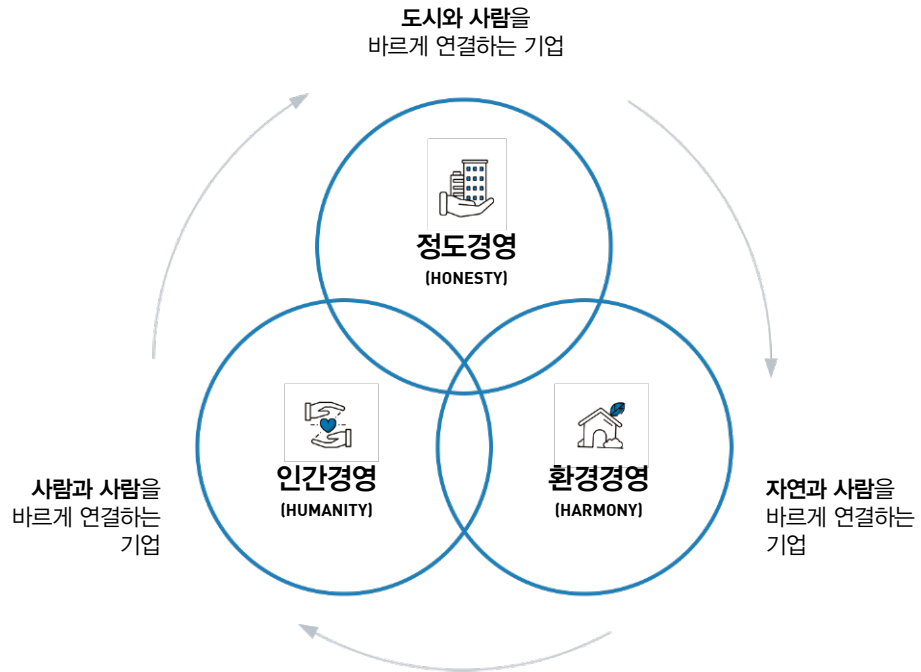 도시와 사람을
바르게 연결하는 기업
정도경영
(HONESTY)
인간경영
(HUMANITY)
환경경영
(HARMONY)
사람과 사람을
바르게 연결하는
기업
자연과 사람을
바르게 연결하는
기업